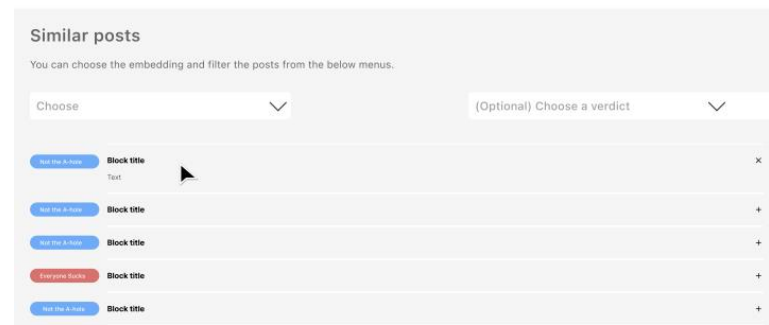 Similar posts
You can choose the embedding and filter the posts from the below menus.
Choose
(Optional) Choose a verdict
Not the A-hole Block title
Text
Not the A-hole Block title
Not the A-hole Block title
Everyone Sucks Block title
Not the A-hole Block title